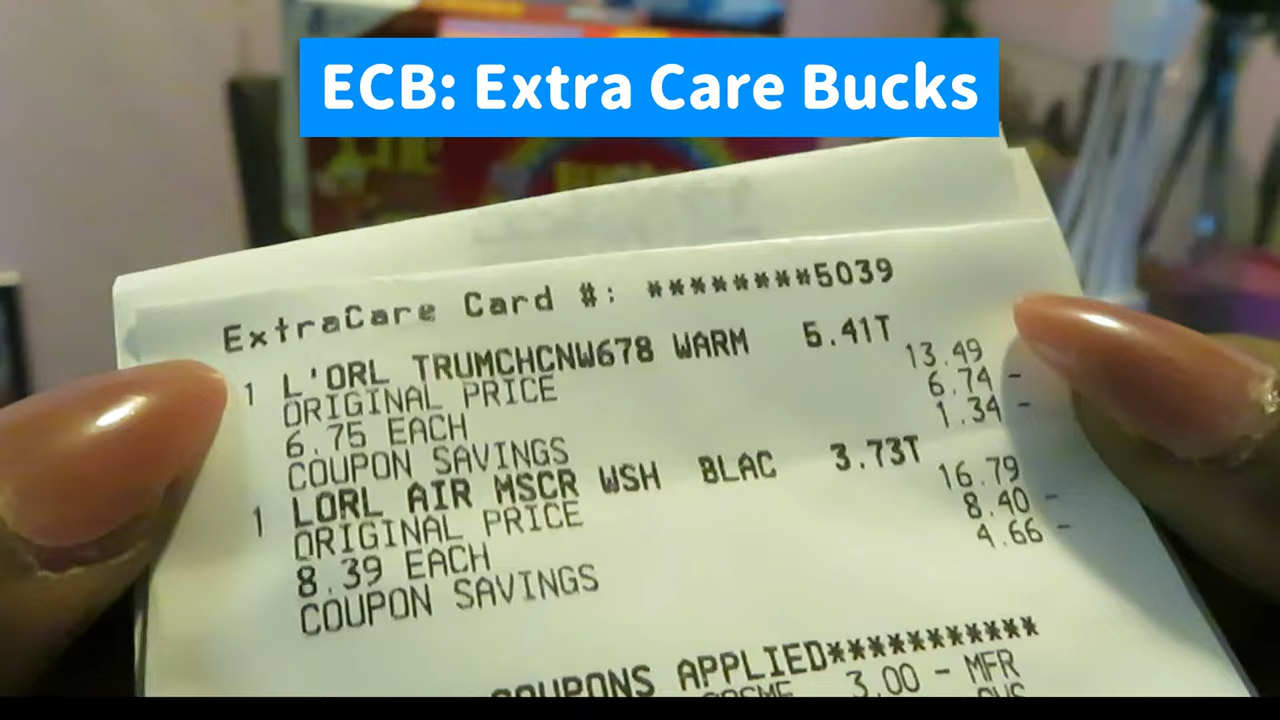 ECB: Extra Care Bucks
ExtraCare Card #: ********5039
1 L'ORL TRUMCHCNW678 WARM 5.41T
ORIGINAL PRICE 13.49
6.75 EACH 6.74 -
COUPON SAVINGS 1.34 -
1 LORL AIR MSCR WSH BLAC 3.73T
ORIGINAL PRICE 16.79
8.39 EACH 8.40 -
COUPON SAVINGS 4.66 -
COUPONS APPLIED***********
3.00 - MFR